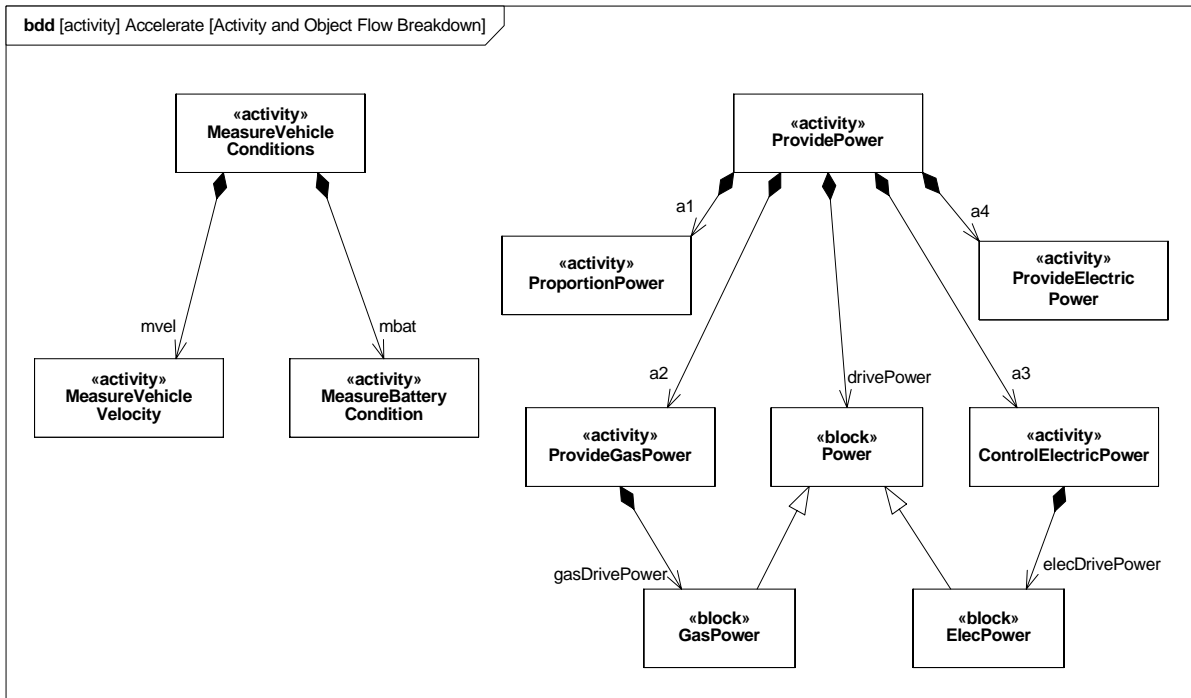 bdd [activity] Accelerate [Activity and Object Flow Breakdown]
«activity»
MeasureVehicle
Conditions
«activity»
ProvidePower
a1
a4
«activity»
ProportionPower
«activity»
ProvideElectric
Power
mvel
mbat
«activity»
MeasureVehicle
Velocity
«activity»
MeasureBattery
Condition
a2
drivePower
a3
«activity»
ProvideGasPower
«block»
Power
«activity»
ControlElectricPower
gasDrivePower
elecDrivePower
«block»
GasPower
«block»
ElecPower